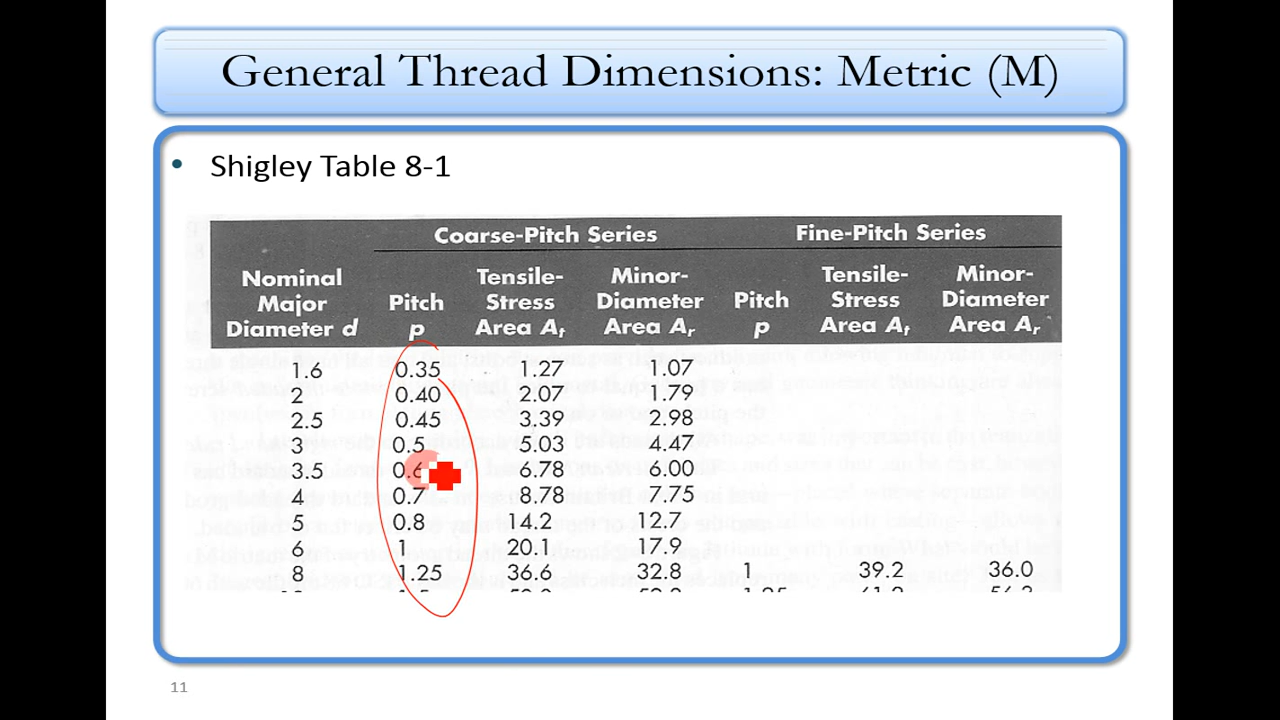 General Thread Dimensions: Metric (M)
• Shigley Table 8-1
Coarse-Pitch Series Fine-Pitch Series
Nominal Major Diameter d Pitch p Tensile-Stress Area At Minor-Diameter Area Ar Pitch p Tensile-Stress Area At Minor-Diameter Area Ar
1.6 0.35 1.27 1.07
2 0.40 2.07 1.79
2.5 0.45 3.39 2.98
3 0.5 5.03 4.47
3.5 0.6 6.78 6.00
4 0.7 8.78 7.75
5 0.8 14.2 12.7
6 1 20.1 17.9
8 1.25 36.6 32.8 1 39.2 36.0
11